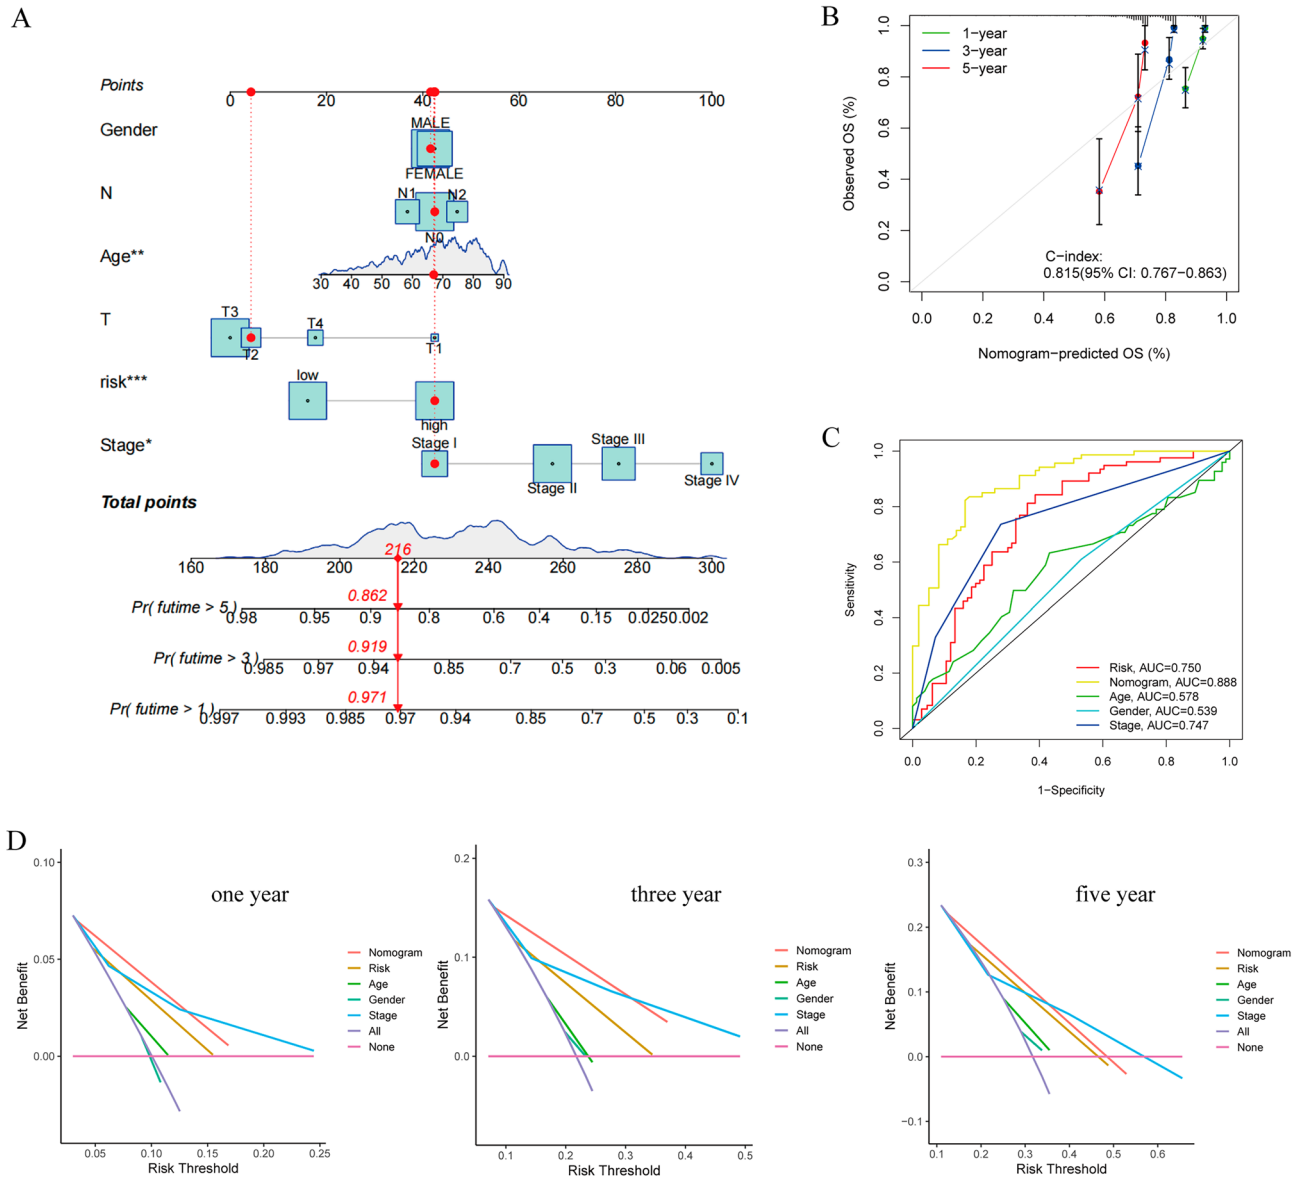 A
Points
0 20 40 60 80 100
Gender
MALE
FEMALE
N
N1 N2
N0
Age**
30 40 50 60 70 80 90
T
T3
T4
T2
T1
risk***
low
high
Stage*
Stage I
Stage III
Stage II
Stage IV
Total points
216
160 180 200 220 240 260 280 300
0.862
Pr( futime > 5 )
0.98 0.95 0.9 0.8 0.6 0.4 0.15 0.025 0.002
0.919
Pr( futime > 3 )
0.985 0.97 0.94 0.85 0.7 0.5 0.3 0.06 0.005
0.971
Pr( futime > 1 )
0.997 0.993 0.985 0.97 0.94 0.85 0.7 0.5 0.3 0.1
B
1−year
3−year
5−year
Observed OS (%)
1.0
0.8
0.6
0.4
0.2
0.0
C−index:
0.815(95% CI: 0.767−0.863)
0.0 0.2 0.4 0.6 0.8 1.0
Nomogram−predicted OS (%)
C
Sensitivity
1.0
0.8
0.6
0.4
0.2
0.0
Risk, AUC=0.750
Nomogram, AUC=0.888
Age, AUC=0.578
Gender, AUC=0.539
Stage, AUC=0.747
0.0 0.2 0.4 0.6 0.8 1.0
1−Specificity
D
one year
Net Benefit
0.10
0.05
0.00
0.05 0.10 0.15 0.20 0.25
Risk Threshold
Nomogram
Risk
Age
Gender
Stage
All
None
three year
Net Benefit
0.2
0.1
0.0
0.1 0.2 0.3 0.4 0.5
Risk Threshold
Nomogram
Risk
Age
Gender
Stage
All
None
five year
Net Benefit
0.3
0.2
0.1
0.0
−0.1
0.1 0.2 0.3 0.4 0.5 0.6
Risk Threshold
Nomogram
Risk
Age
Gender
Stage
All
None